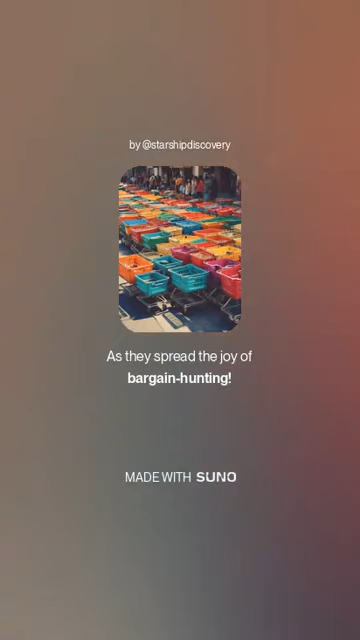 by @starshipdiscovery
As they spread the joy of
bargain-hunting!
MADE WITH SUNO